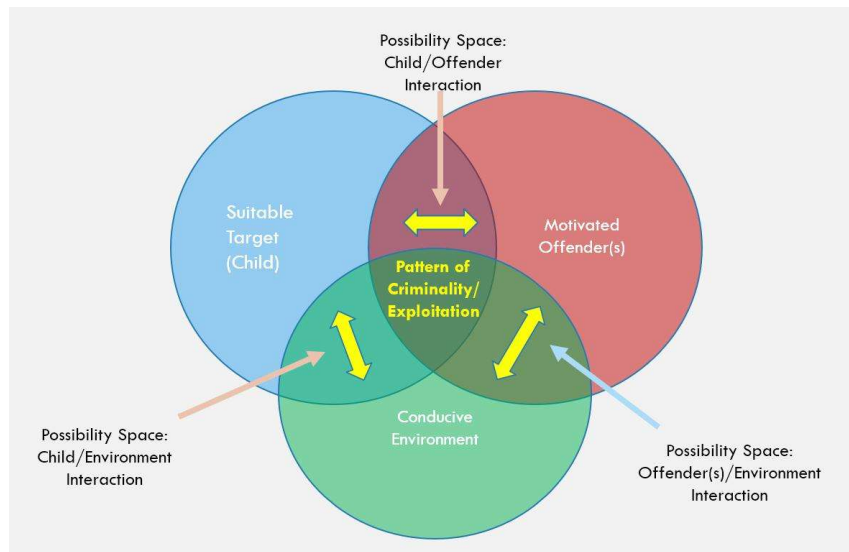 Possibility Space:
Child/Offender
Interaction
Suitable
Target
(Child)
Motivated
Offender(s)
Pattern of
Criminality/
Exploitation
Conducive
Environment
Possibility Space:
Child/Environment
Interaction
Possibility Space:
Offender(s)/Environment
Interaction